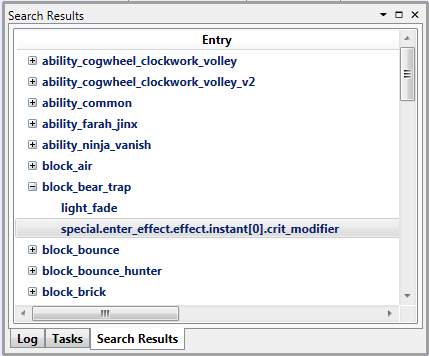 Search Results
Entry
ability_cogwheel_clockwork_volley
ability_cogwheel_clockwork_volley_v2
ability_common
ability_farah_jinx
ability_ninja_vanish
block_air
block_bear_trap
light_fade
special.enter_effect.effect.instant[0].crit_modifier
block_bounce
block_bounce_hunter
block_brick
Log Tasks Search Results